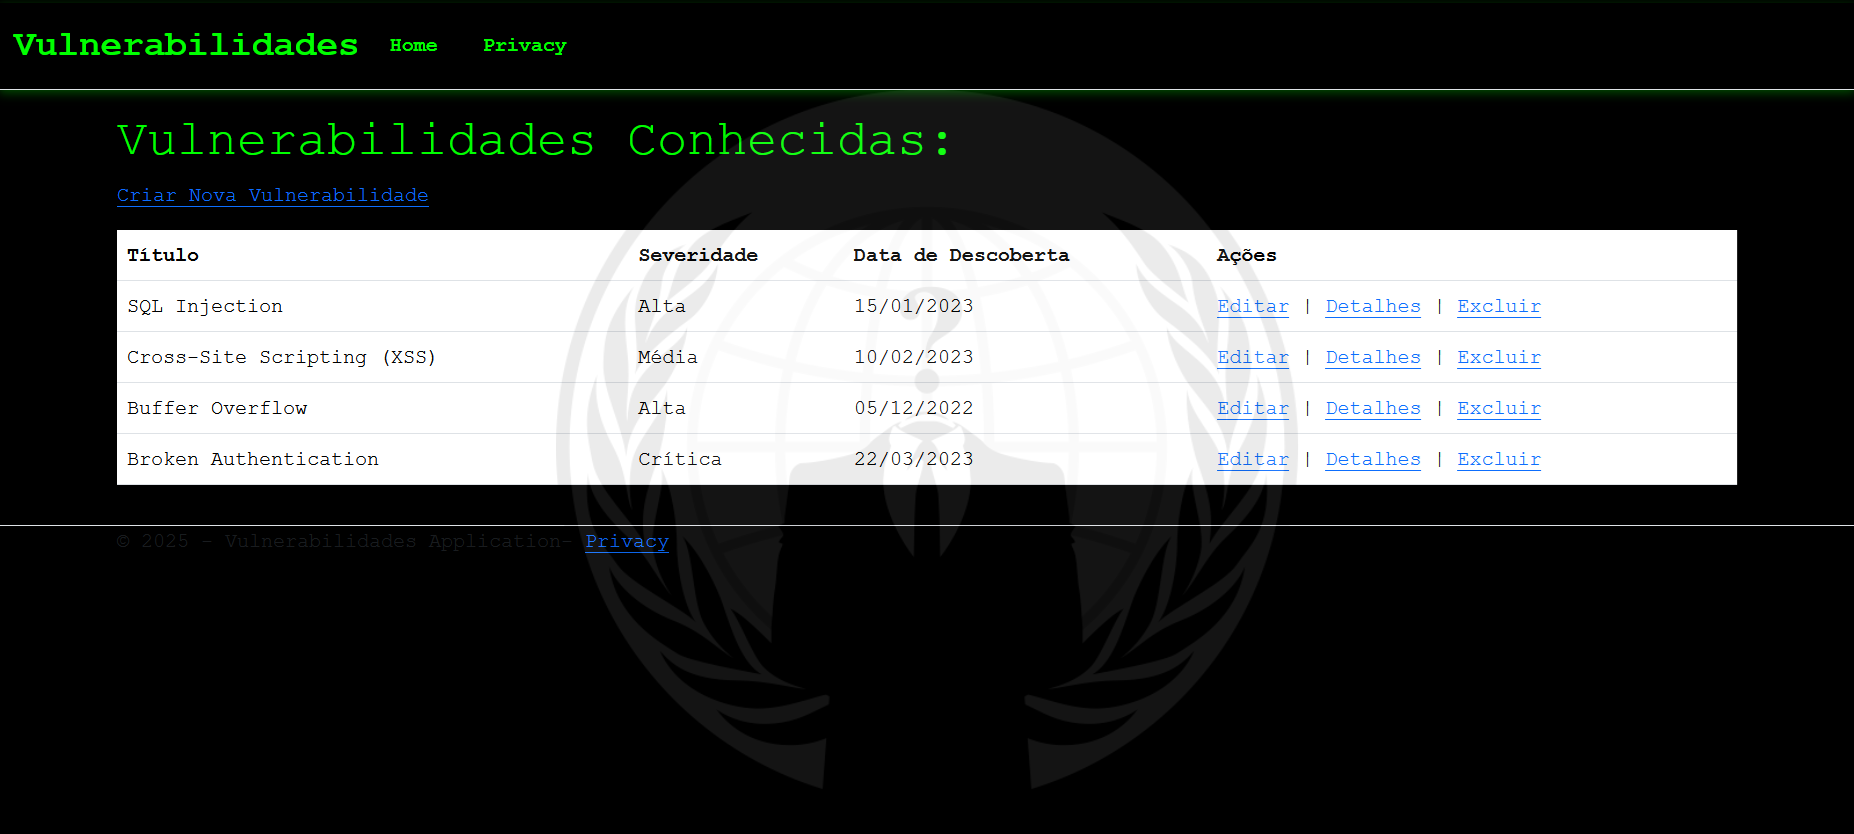 Vulnerabilidades Home Privacy
Vulnerabilidades Conhecidas:
Criar Nova Vulnerabilidade
Título Severidade Data de Descoberta Ações
SQL Injection Alta 15/01/2023 Editar | Detalhes | Excluir
Cross-Site Scripting (XSS) Média 10/02/2023 Editar | Detalhes | Excluir
Buffer Overflow Alta 05/12/2022 Editar | Detalhes | Excluir
Broken Authentication Crítica 22/03/2023 Editar | Detalhes | Excluir
© 2025 - Vulnerabilidades Application- Privacy